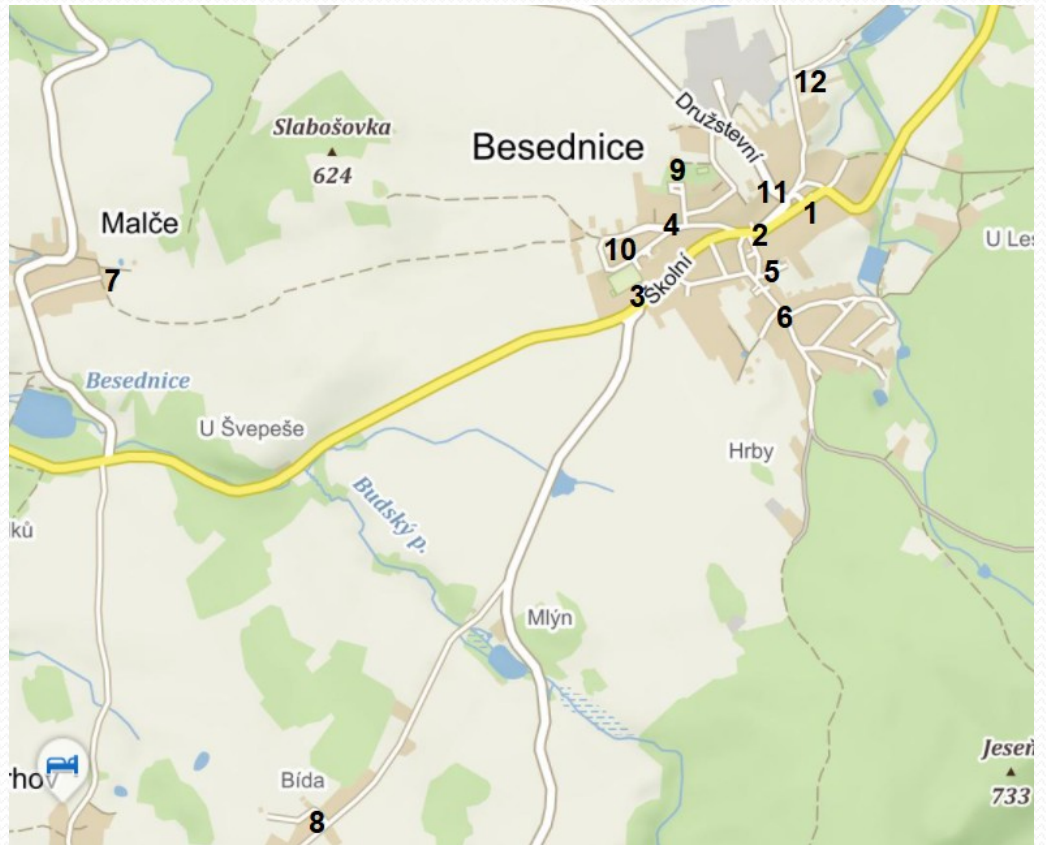 12
Družstevní
Slabošovka
624
Besednice
9
11
1
Malče
4
2
10
U Les
5
7
3
Školní
6
Besednice
U Švepeše
Hrby
Budský p.
ků
Mlýn
Jeseň
733
rhov
Bída
8